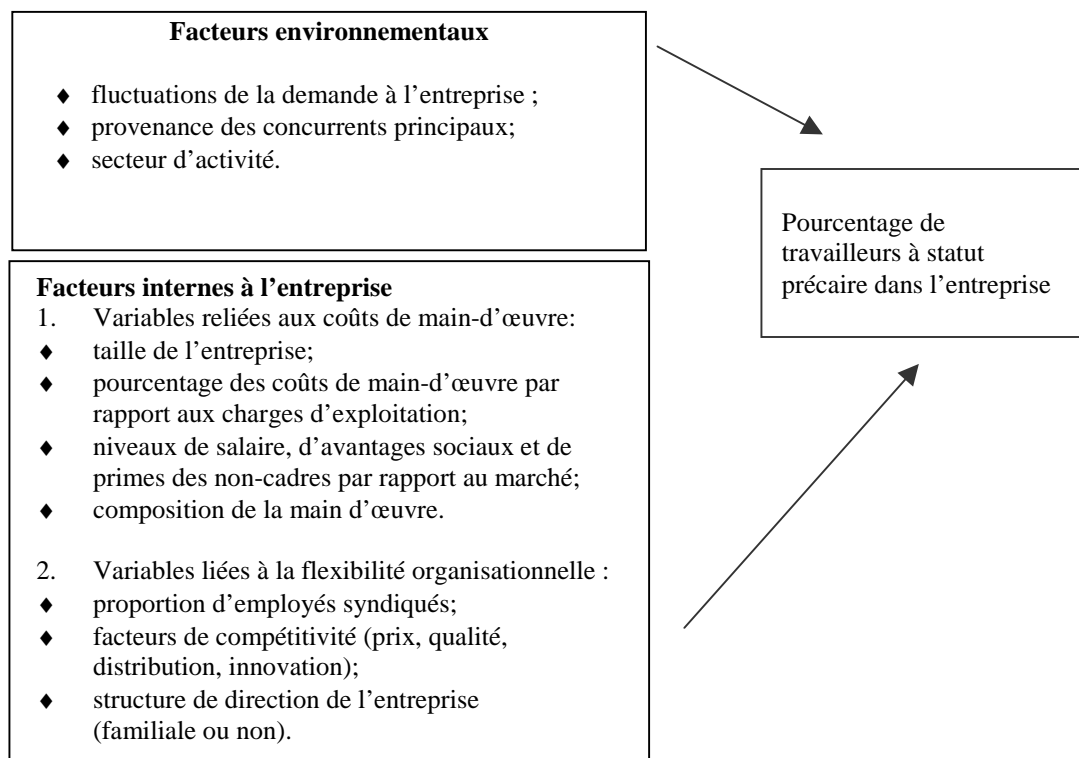 Facteurs environnementaux
♦ fluctuations de la demande à l’entreprise ;
♦ provenance des concurrents principaux;
♦ secteur d’activité.
Pourcentage de
travailleurs à statut
précaire dans l’entreprise
Facteurs internes à l’entreprise
1. Variables reliées aux coûts de main-d’œuvre:
♦ taille de l’entreprise;
♦ pourcentage des coûts de main-d’œuvre par
rapport aux charges d’exploitation;
♦ niveaux de salaire, d’avantages sociaux et de
primes des non-cadres par rapport au marché;
♦ composition de la main d’œuvre.
2. Variables liées à la flexibilité organisationnelle :
♦ proportion d’employés syndiqués;
♦ facteurs de compétitivité (prix, qualité,
distribution, innovation);
♦ structure de direction de l’entreprise
(familiale ou non).